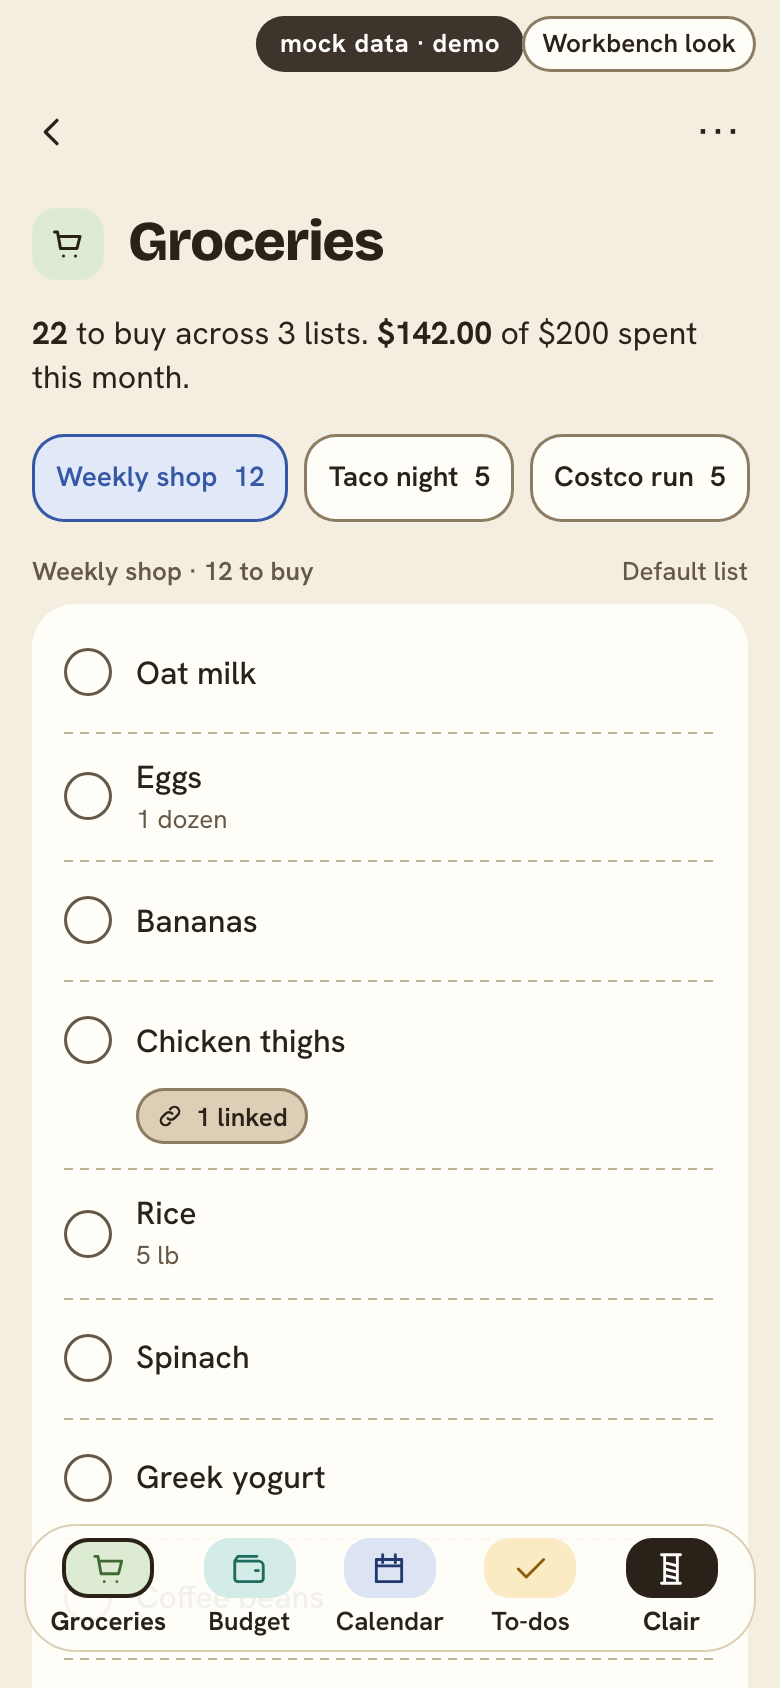 mock data · demo
Workbench look
Groceries
22 to buy across 3 lists. $142.00 of $200 spent
this month.
Weekly shop 12
Taco night 5
Costco run 5
Weekly shop · 12 to buy
Default list
Oat milk
Eggs
1 dozen
Bananas
Chicken thighs
1 linked
Rice
5 lb
Spinach
Greek yogurt
Coffee beans
Groceries
Budget
Calendar
To-dos
Clair